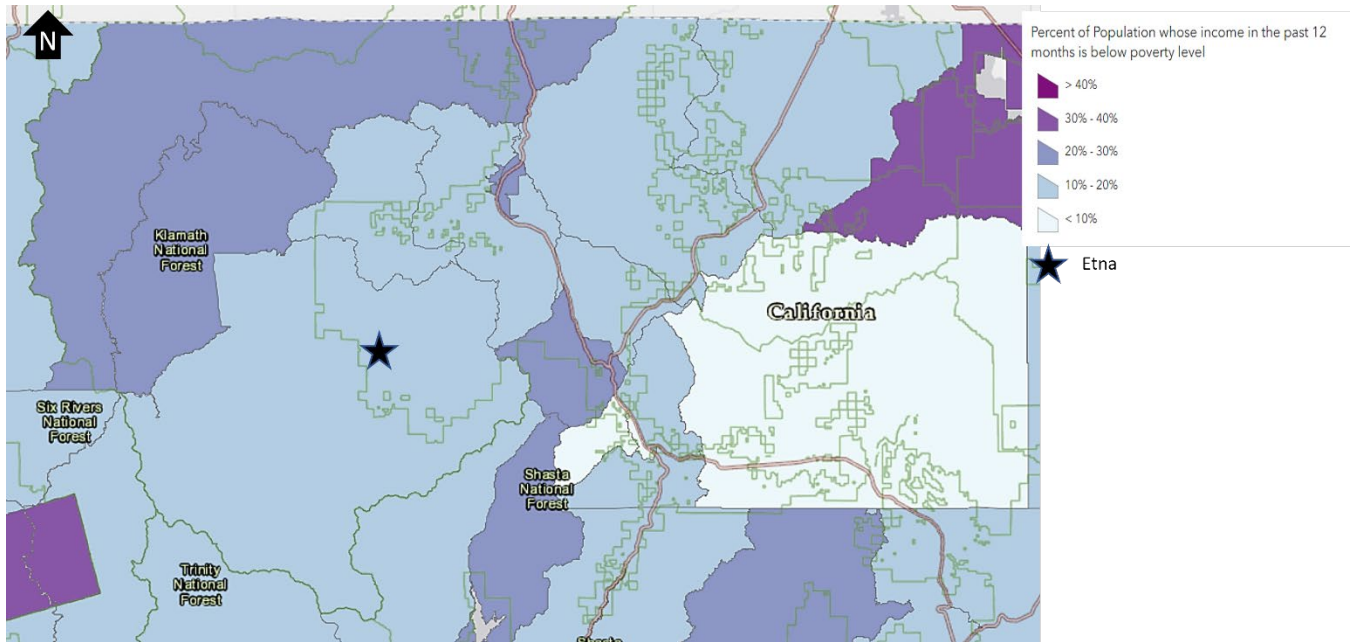 N
Percent of Population whose income in the past 12
months is below poverty level
> 40%
30% - 40%
20% - 30%
10% - 20%
< 10%
Etna
Klamath
National
Forest
California
Six Rivers
National
Forest
Shasta
National
Forest
Trinity
National
Forest
Shasta